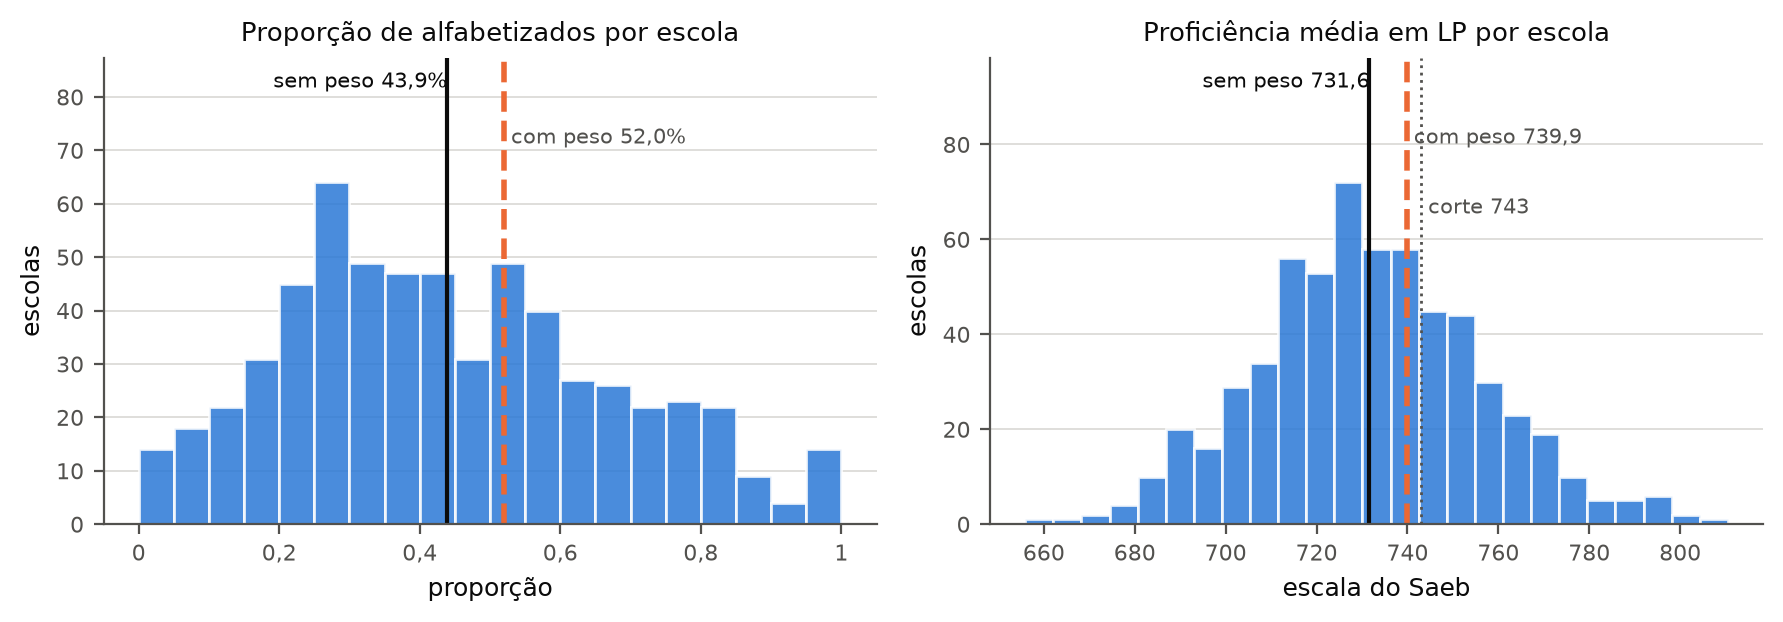 Proporção de alfabetizados por escola
sem peso 43,9%
com peso 52,0%
80
70
60
50
40
30
20
10
0
escolas
0
0,2
0,4
0,6
0,8
1
proporção
Proficiência média em LP por escola
sem peso 731,6
com peso 739,9
corte 743
80
60
40
20
0
escolas
660
680
700
720
740
760
780
800
escala do Saeb